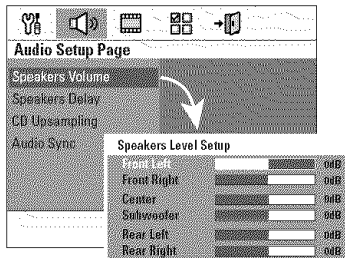 Audio Setup Page
Speakers Volume
Speakers Delay
CD Upsampling
Audio Sync
Speakers Level Setup
Front Left 0dB
Front Right 0dB
Center 0dB
Subwoofer 0dB
Rear Left 0dB
Rear Right 0dB